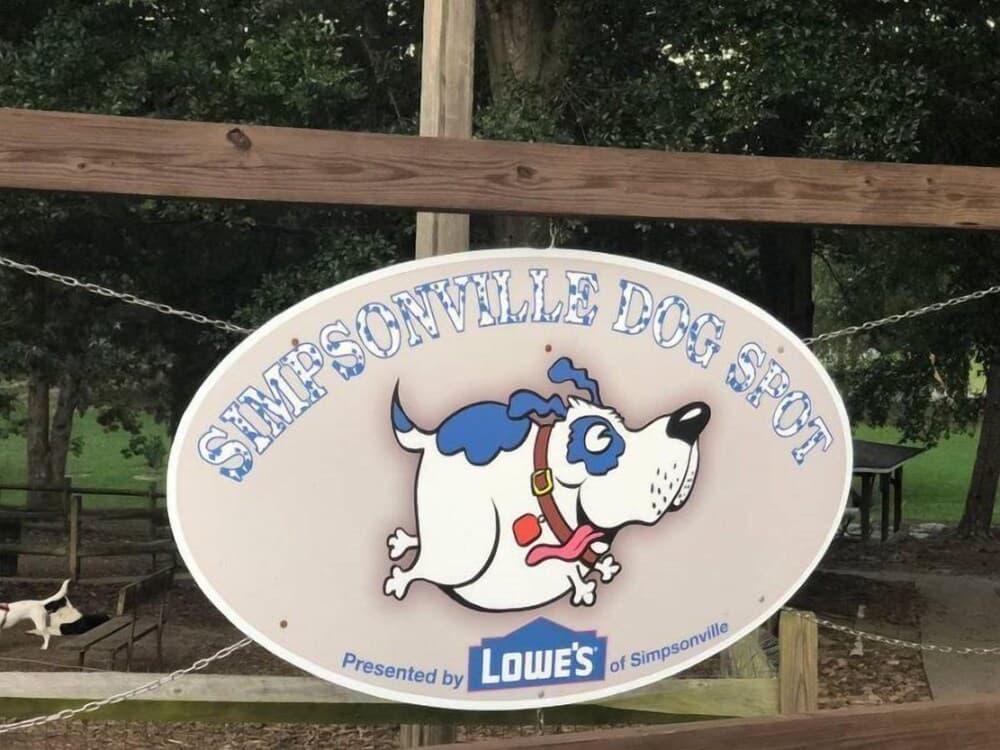 SIMPSONVILLE DOG SPOT
Presented by LOWE'S of Simpsonville